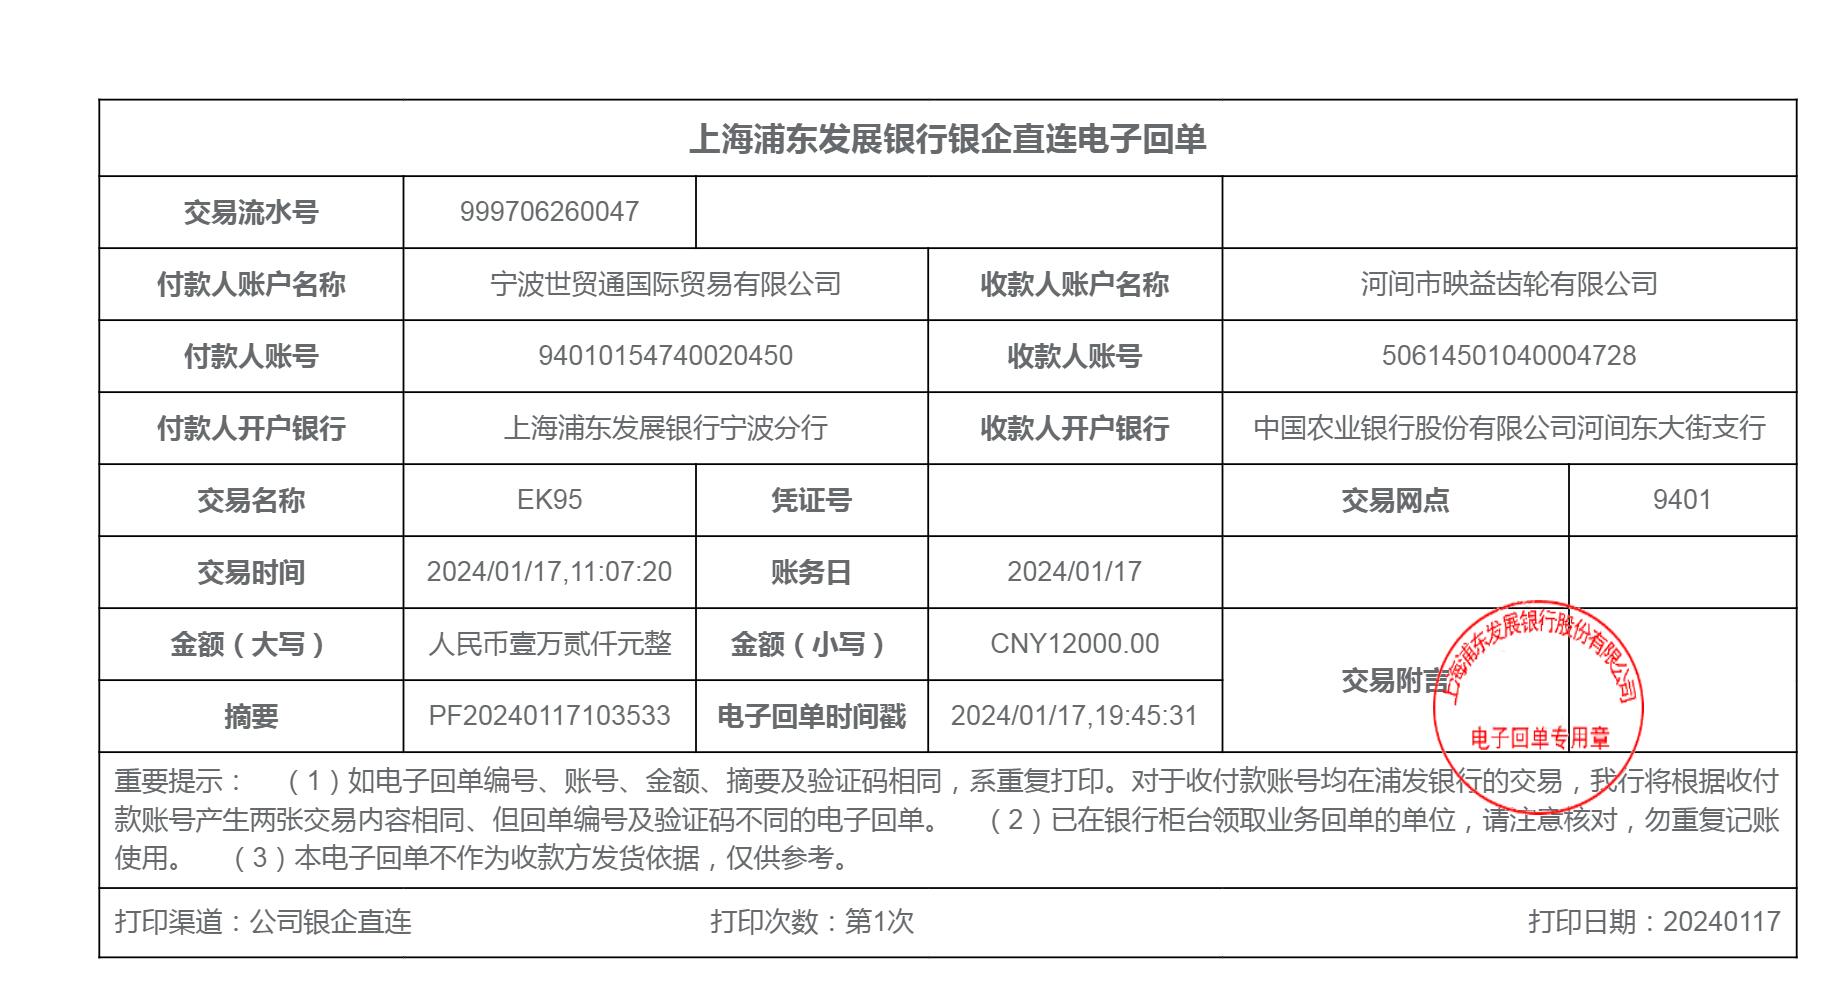 上海浦东发展银行银企直连电子回单
交易流水号 999706260047
付款人账户名称 宁波世贸通国际贸易有限公司 收款人账户名称 河间市映益齿轮有限公司
付款人账号 94010154740020450 收款人账号 50614501040004728
付款人开户银行 上海浦东发展银行宁波分行 收款人开户银行 中国农业银行股份有限公司河间东大街支行
交易名称 EK95 凭证号 交易网点 9401
交易时间 2024/01/17,11:07:20 账务日 2024/01/17
金额（大写） 人民币壹万贰仟元整 金额（小写） CNY12000.00
交易附言
摘要 PF20240117103533 电子回单时间戳 2024/01/17,19:45:31
上海浦东发展银行股份有限公司
电子回单专用章
重要提示： （1）如电子回单编号、账号、金额、摘要及验证码相同，系重复打印。对于收付款账号均在浦发银行的交易，我行将根据收付
款账号产生两张交易内容相同、但回单编号及验证码不同的电子回单。 （2）已在银行柜台领取业务回单的单位，请注意核对，勿重复记账
使用。 （3）本电子回单不作为收款方发货依据，仅供参考。
打印渠道：公司银企直连 打印次数：第1次 打印日期：20240117